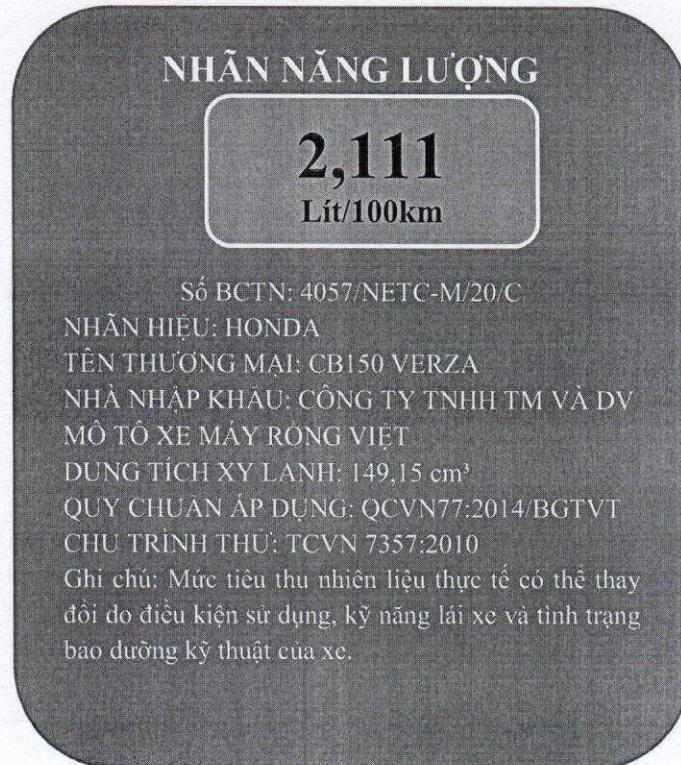 NHÃN NĂNG LƯỢNG
2,111
Lít/100km
Số BCTN: 4057/NETC-M/20/C
NHÃN HIỆU: HONDA
TÊN THƯƠNG MẠI: CB150 VERZA
NHÀ NHẬP KHẨU: CÔNG TY TNHH TM VÀ DV
MÔ TÔ XE MÁY RỒNG VIỆT
DUNG TÍCH XY LANH: 149,15 cm³
QUY CHUẨN ÁP DỤNG: QCVN77:2014/BGTVT
CHU TRÌNH THỬ: TCVN 7357:2010
Ghi chú: Mức tiêu thu nhiên liệu thực tế có thể thay
đổi do điều kiện sử dụng, kỹ năng lái xe và tình trạng
bảo dưỡng kỹ thuật của xe.